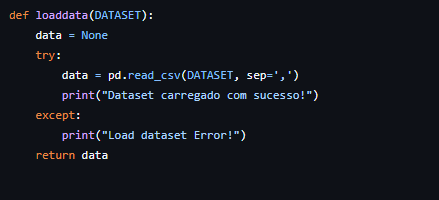 def loaddata(DATASET):
    data = None
    try:
        data = pd.read_csv(DATASET, sep=',')
        print("Dataset carregado com sucesso!")
    except:
        print("Load dataset Error!")
    return data